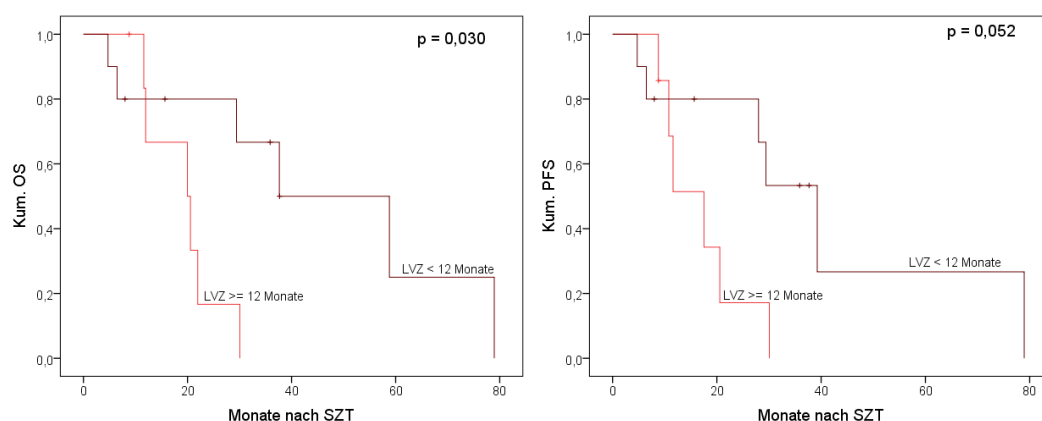 p = 0,030
Kum. OS
1,0
0,8
0,6
0,4
0,2
0,0
LVZ < 12 Monate
LVZ >= 12 Monate
0 20 40 60 80
Monate nach SZT
p = 0,052
Kum. PFS
1,0
0,8
0,6
0,4
0,2
0,0
LVZ < 12 Monate
LVZ >= 12 Monate
0 20 40 60 80
Monate nach SZT